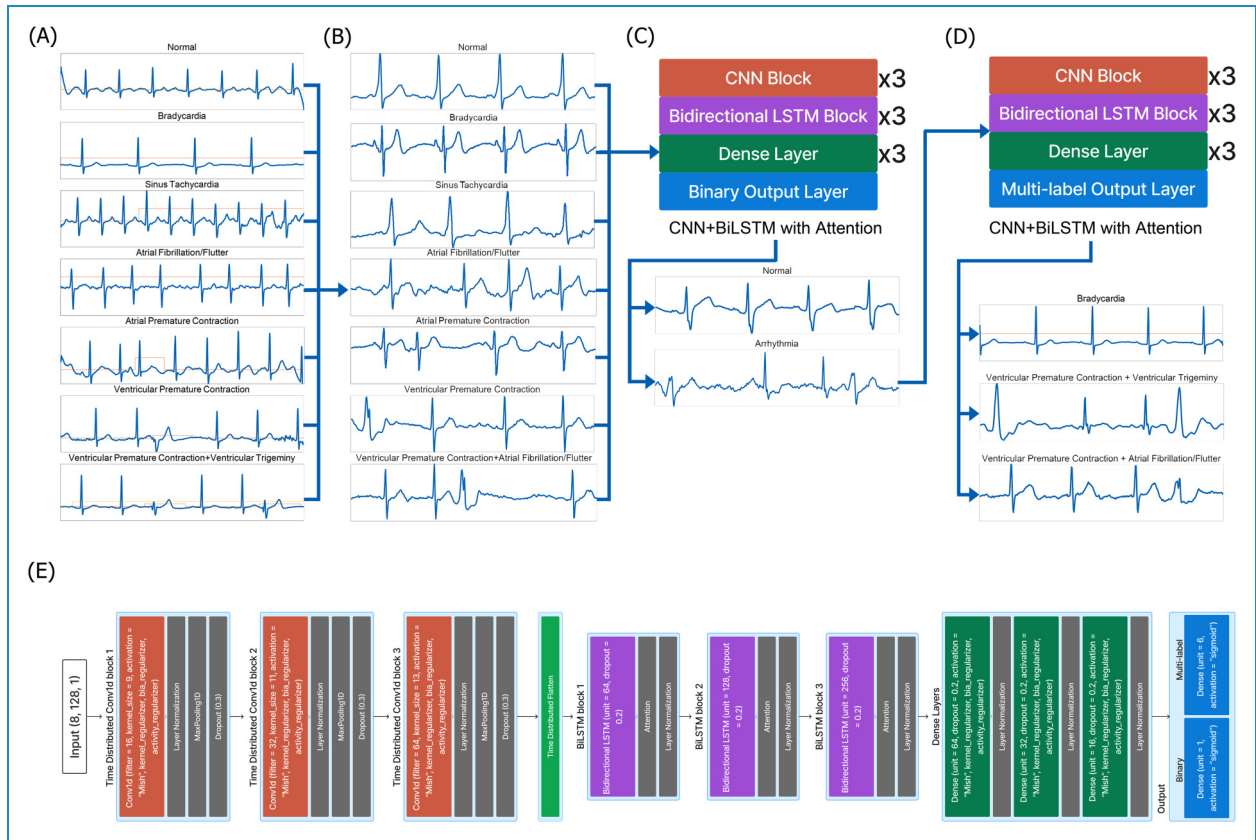 (A)
Normal
Bradycardia
Sinus Tachycardia
Atrial Fibrillation/Flutter
Atrial Premature Contraction
Ventricular Premature Contraction
Ventricular Premature Contraction+Ventricular Trigeminy
(B)
Normal
Bradycardia
Sinus Tachycardia
Atrial Fibrillation/Flutter
Atrial Premature Contraction
Ventricular Premature Contraction
Ventricular Premature Contraction+Atrial Fibrillation/Flutter
(C)
CNN Block x3
Bidirectional LSTM Block x3
Dense Layer x3
Binary Output Layer
CNN+BiLSTM with Attention
Normal
Arrhythmia
(D)
CNN Block x3
Bidirectional LSTM Block x3
Dense Layer x3
Multi-label Output Layer
CNN+BiLSTM with Attention
Bradycardia
Ventricular Premature Contraction + Ventricular Trigeminy
Ventricular Premature Contraction + Atrial Fibrillation/Flutter
(E)
Input (8, 128, 1)
Time Distributed Conv1d block 1
Conv1d (filter = 16, kernel_size = 9, activation =
"Mish", kernel_regularizer, bia_regularizer,
activity_regularizer)
Layer Normalization
MaxPooling1D
Dropout (0.3)
Time Distributed Conv1d block 2
Conv1d (filter = 32, kernel_size = 11, activation =
"Mish", kernel_regularizer, bia_regularizer,
activity_regularizer)
Layer Normalization
MaxPooling1D
Dropout (0.3)
Time Distributed Conv1d block 3
Conv1d (filter = 64, kernel_size = 13, activation =
"Mish", kernel_regularizer, bia_regularizer,
activity_regularizer)
Layer Normalization
MaxPooling1D
Dropout (0.3)
Time Distributed Flatten
BiLSTM block 1
Bidirectional LSTM (unit = 64, dropout =
0.2)
Attention
Layer Normalization
BiLSTM block 2
Bidirectional LSTM (unit = 128, dropout
= 0.2)
Attention
Layer Normalization
BiLSTM block 3
Bidirectional LSTM (unit = 256, dropout
= 0.2)
Attention
Layer Normalization
Dense Layers
Dense (unit = 64, dropout = 0.2, activation =
"Mish", kernel_regularizer, bia_regularizer,
activity_regularizer)
Layer Normalization
Dense (unit = 32, dropout = 0.2, activation =
"Mish", kernel_regularizer, bia_regularizer,
activity_regularizer)
Layer Normalization
Dense (unit = 16, dropout = 0.2, activation =
"Mish", kernel_regularizer, bia_regularizer,
activity_regularizer)
Layer Normalization
Output
Multi-label
Dense (unit = 6,
activation = "sigmoid")
Binary
Dense (unit = 1,
activation = "sigmoid")